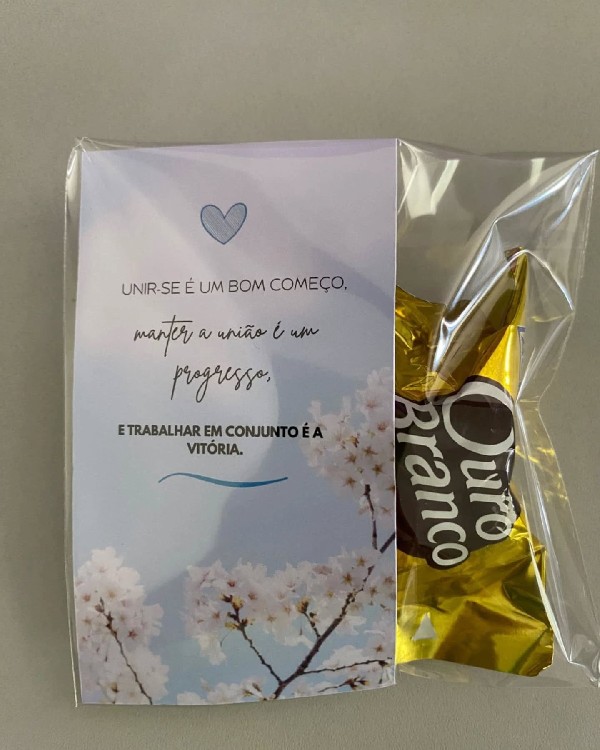 UNIR-SE É UM BOM COMEÇO,
manter a união é um
progresso,
E TRABALHAR EM CONJUNTO É A
VITÓRIA.
Ouro
Branco